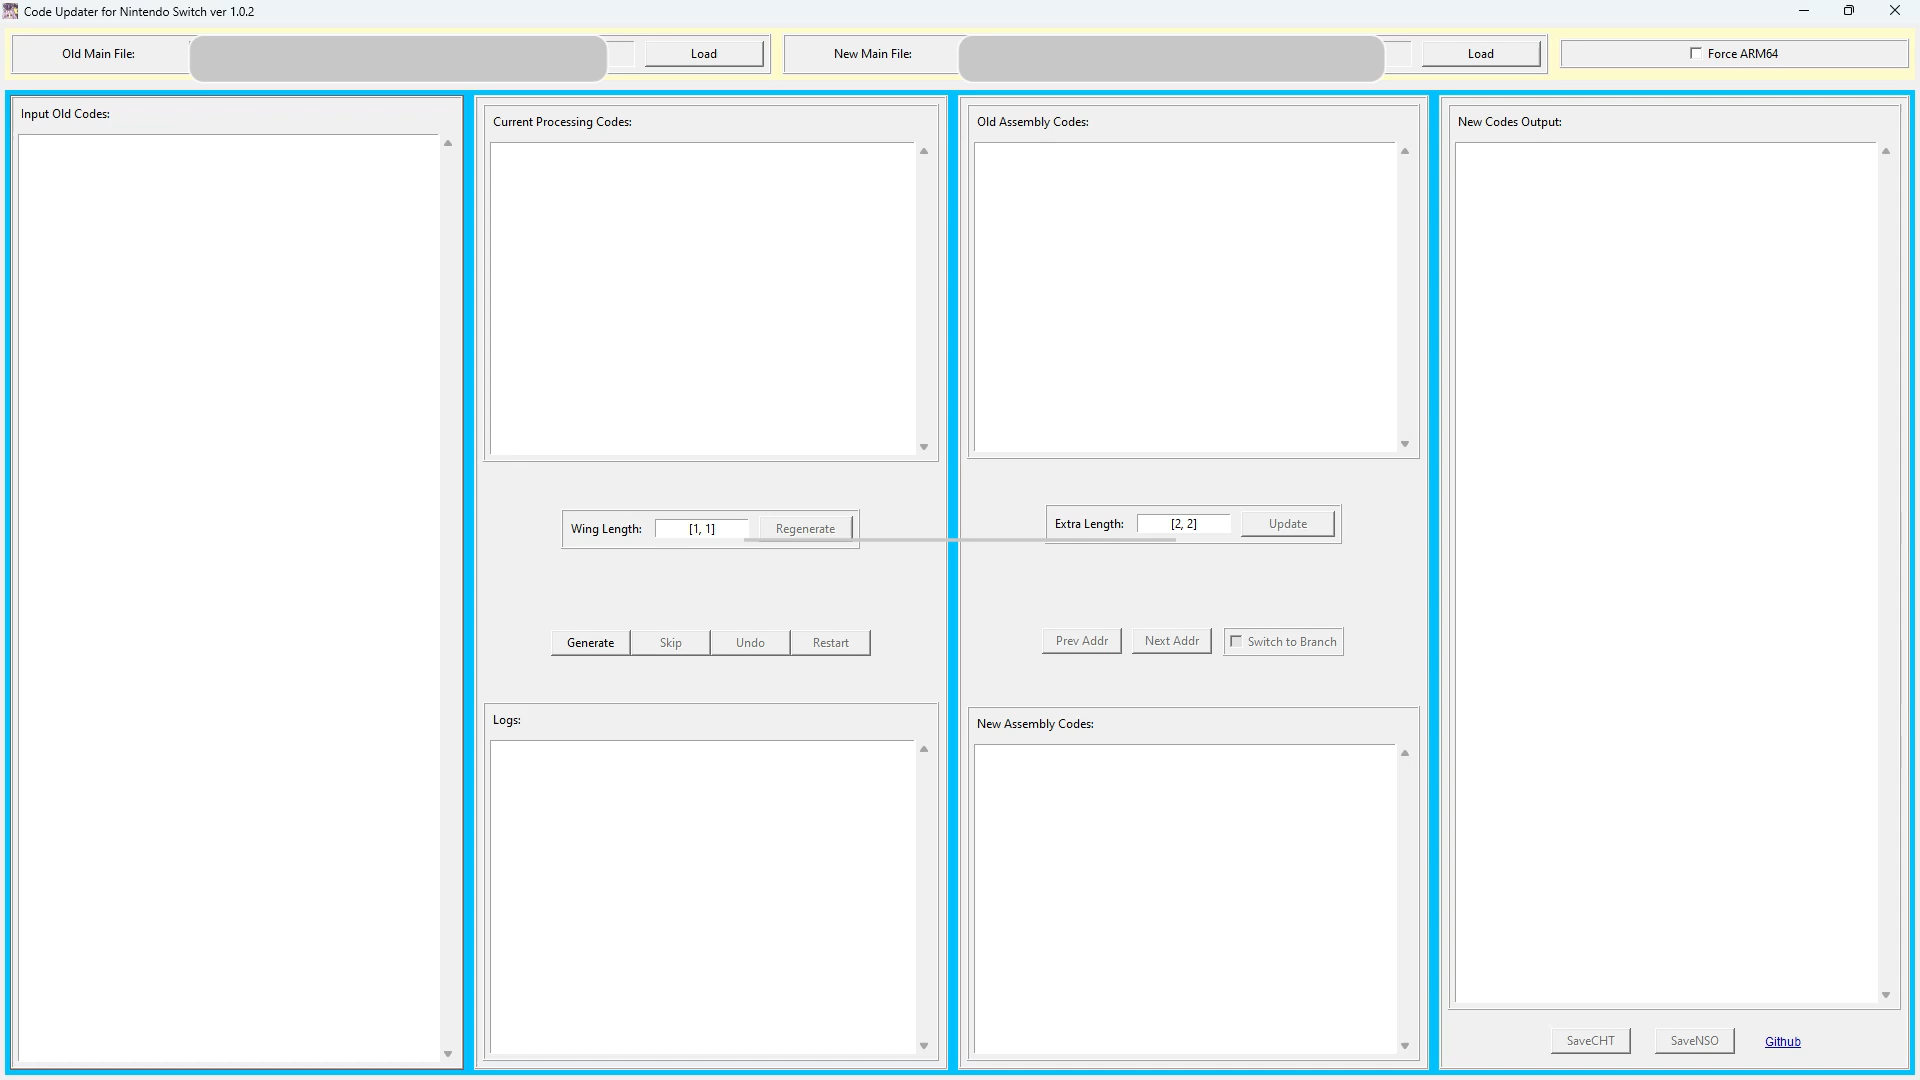 Code Updater for Nintendo Switch ver 1.0.2
Old Main File:
Load
New Main File:
Load
Force ARM64
Input Old Codes:
Current Processing Codes:
Old Assembly Codes:
New Codes Output:
Wing Length:
[1, 1]
Regenerate
Extra Length:
[2, 2]
Update
Generate
Skip
Undo
Restart
Prev Addr
Next Addr
Switch to Branch
Logs:
New Assembly Codes:
SaveCHT
SaveNSO
Github